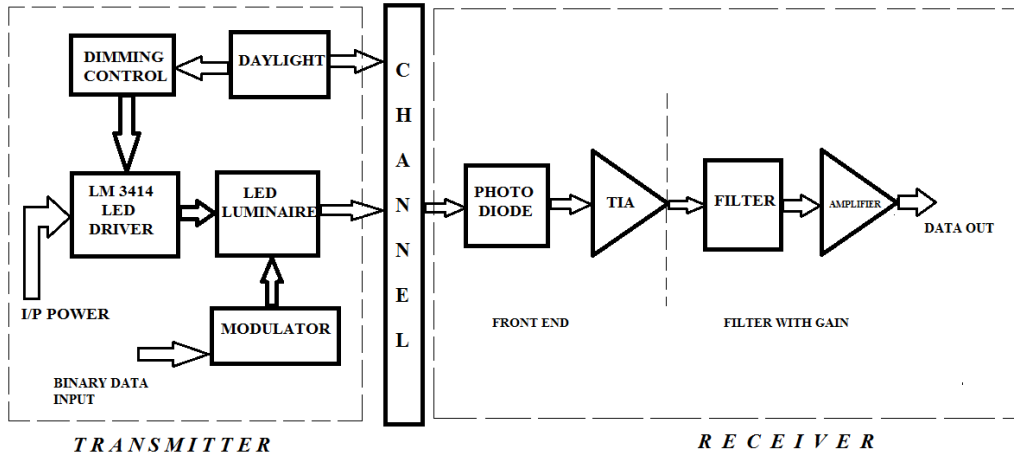 DIMMING
CONTROL
DAYLIGHT
LM 3414
LED
DRIVER
LED
LUMINAIRE
I/P POWER
MODULATOR
BINARY DATA
INPUT
TRANSMITTER
C
H
A
N
N
E
L
PHOTO
DIODE
TIA
FILTER
AMPLIFIER
DATA OUT
FRONT END
FILTER WITH GAIN
RECEIVER